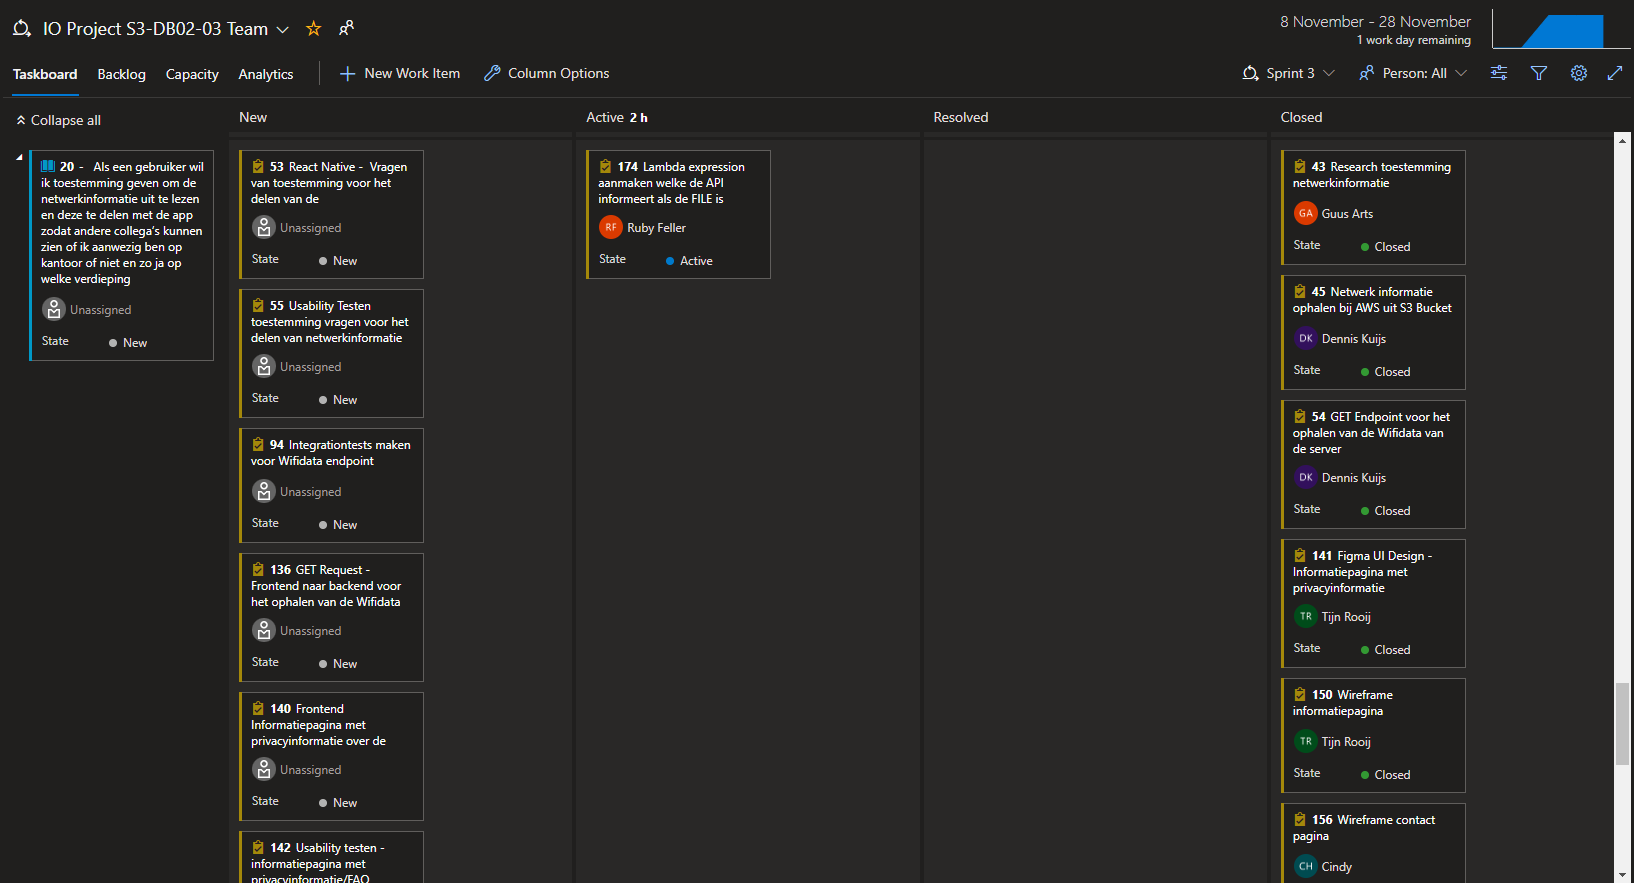 IO Project S3-DB02-03 Team
8 November - 28 November
1 work day remaining
Taskboard
Backlog
Capacity
Analytics
New Work Item
Column Options
Sprint 3
Person: All
Collapse all
New
Active 2 h
Resolved
Closed
20 - Als een gebruiker wil
ik toestemming geven om de
netwerkinformatie uit te lezen
en deze te delen met de app
zodat andere collega's kunnen
zien of ik aanwezig ben op
kantoor of niet en zo ja op
welke verdieping
Unassigned
State
New
53 React Native - Vragen
van toestemming voor het
delen van de
Unassigned
State
New
55 Usability Testen
toestemming vragen voor het
delen van netwerkinformatie
Unassigned
State
New
94 Integrationtests maken
voor Wifidata endpoint
Unassigned
State
New
136 GET Request -
Frontend naar backend voor
het ophalen van de Wifidata
Unassigned
State
New
140 Frontend
Informatiepagina met
privacyinformatie over de
Unassigned
State
New
142 Usability testen -
informatiepagina met
privacyinformatie/FAQ
174 Lambda expression
aanmaken welke de API
informeert als de FILE is
RF
Ruby Feller
State
Active
43 Research toestemming
netwerkinformatie
GA
Guus Arts
State
Closed
45 Netwerk informatie
ophalen bij AWS uit S3 Bucket
DK
Dennis Kuijs
State
Closed
54 GET Endpoint voor het
ophalen van de Wifidata van
de server
DK
Dennis Kuijs
State
Closed
141 Figma UI Design -
Informatiepagina met
privacyinformatie
TR
Tijn Rooij
State
Closed
150 Wireframe
informatiepagina
TR
Tijn Rooij
State
Closed
156 Wireframe contact
pagina
CH
Cindy